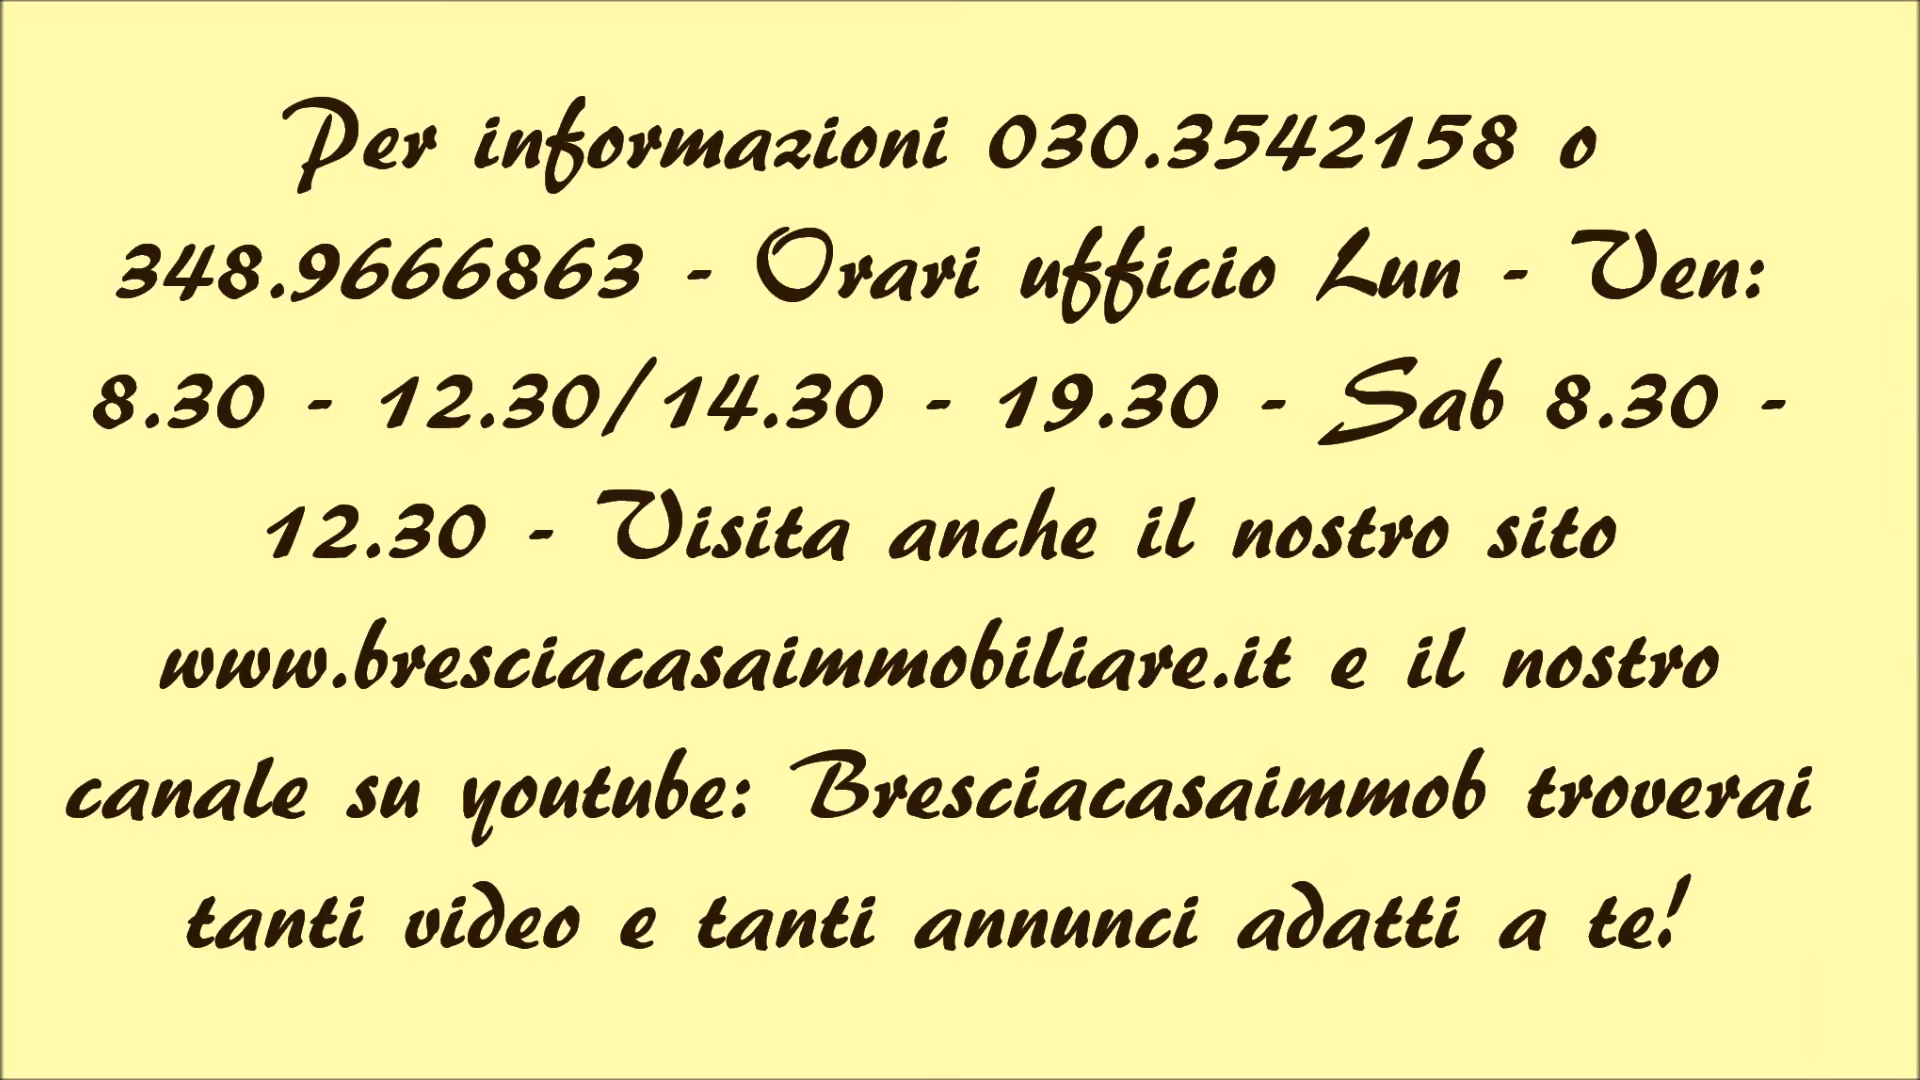 Per informazioni 030.3542158 o
348.9666863 - Orari ufficio Lun - Ven:
8.30 - 12.30/14.30 - 19.30 - Sab 8.30 -
12.30 - Visita anche il nostro sito
www.bresciacasaimmobiliare.it e il nostro
canale su youtube: Bresciacasaimmob troverai
tanti video e tanti annunci adatti a te!